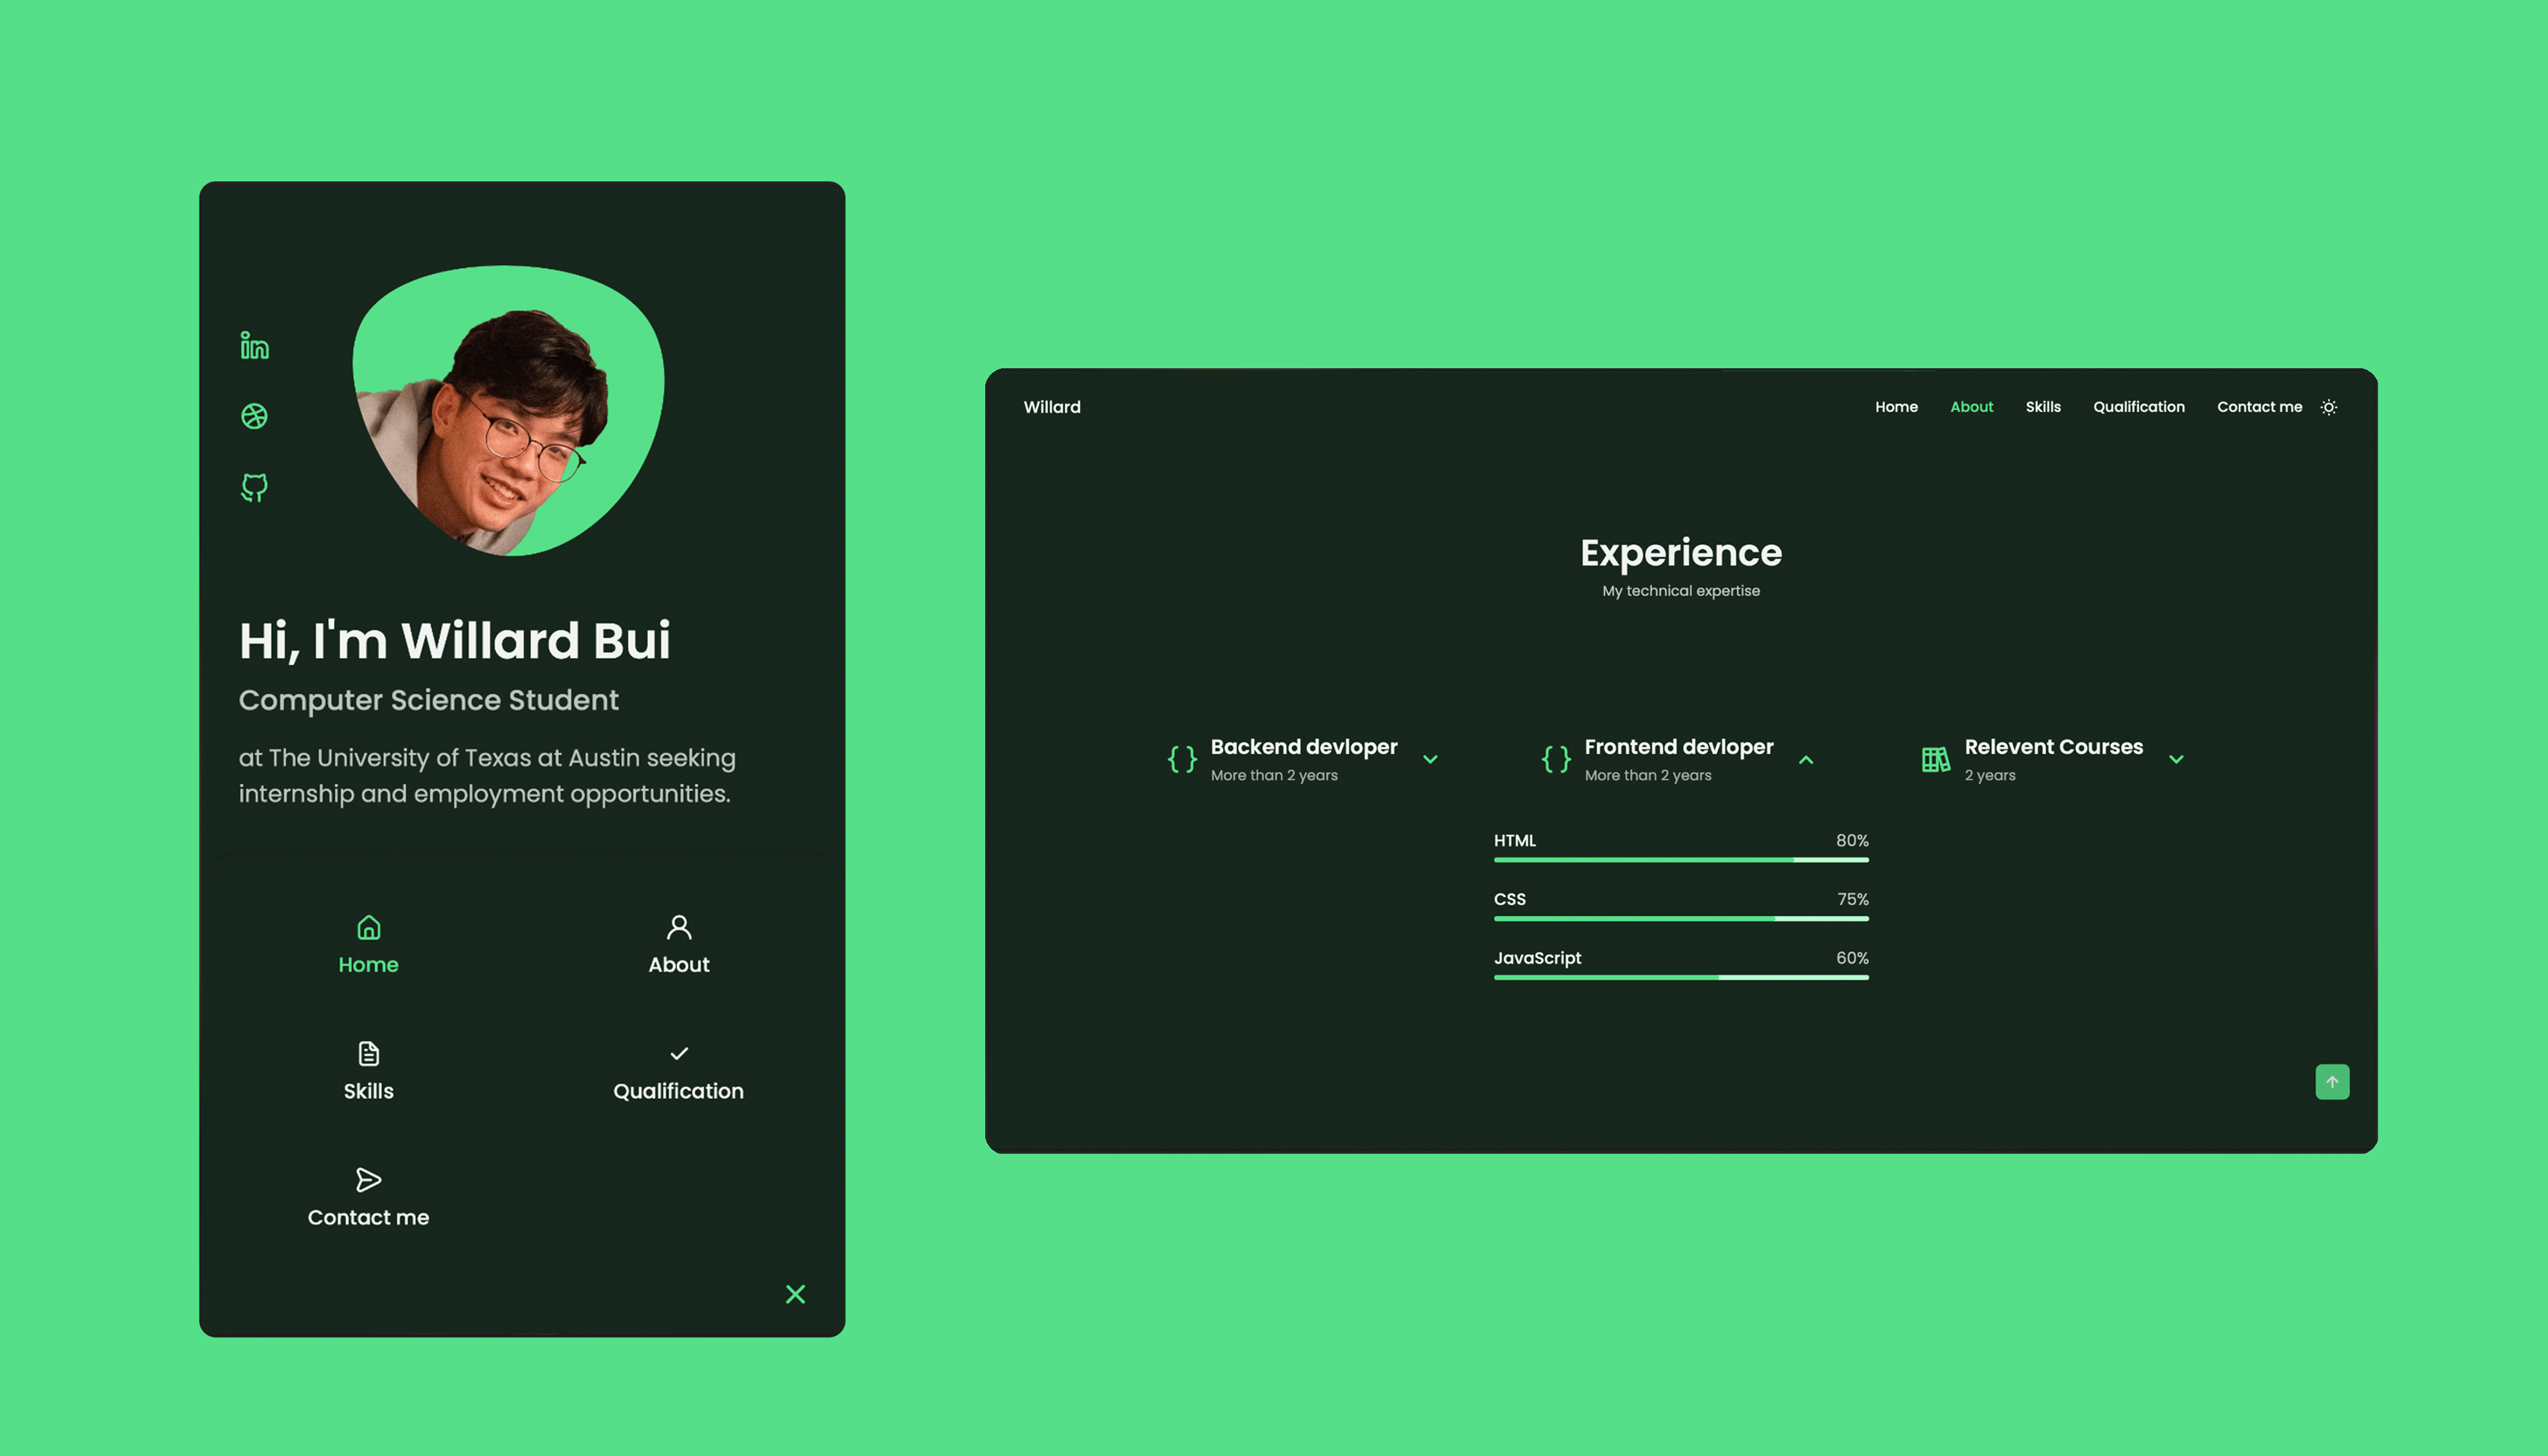 Hi, I'm Willard Bui
Computer Science Student
at The University of Texas at Austin seeking
internship and employment opportunities.
Home
About
Skills
Qualification
Contact me
Willard
Home
About
Skills
Qualification
Contact me
Experience
My technical expertise
Backend devloper
More than 2 years
Frontend devloper
More than 2 years
Relevent Courses
2 years
HTML 80%
CSS 75%
JavaScript 60%